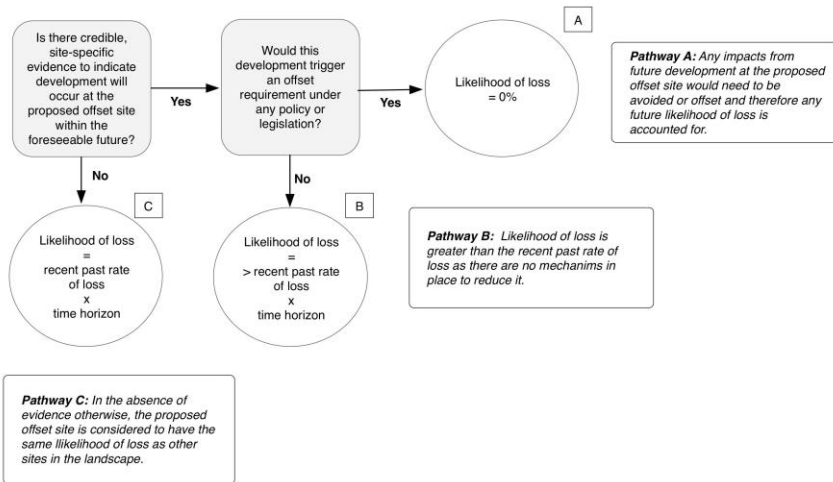 Is there credible,
site-specific
evidence to indicate
development will
occur at the
proposed offset site
within the
foreseeable future?
Yes
Would this
development trigger
an offset
requirement under
any policy or
legislation?
Yes
A
Likelihood of loss
= 0%
Pathway A: Any impacts from
future development at the proposed
offset site would need to be
avoided or offset and therefore any
future likelihood of loss is
accounted for.
No
No
C
Likelihood of loss
=
recent past rate
of loss
x
time horizon
B
Likelihood of loss
=
> recent past rate
of loss
x
time horizon
Pathway B: Likelihood of loss is
greater than the recent past rate of
loss as there are no mechanims in
place to reduce it.
Pathway C: In the absence of
evidence otherwise, the proposed
offset site is considered to have the
same llikelihood of loss as other
sites in the landscape.